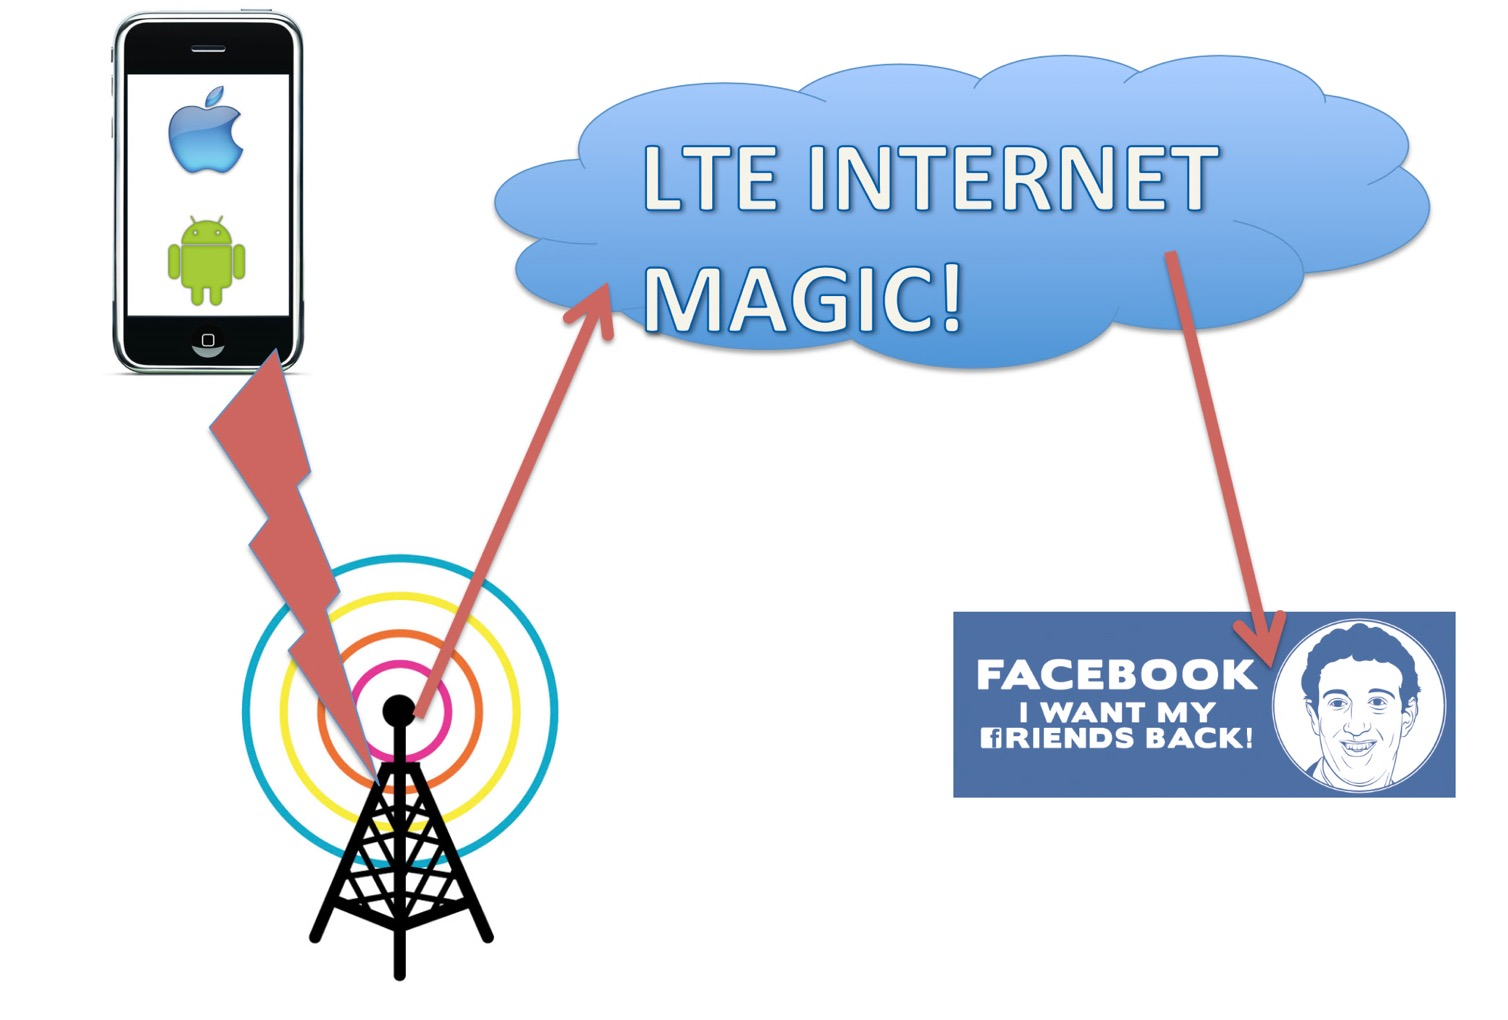 LTE INTERNET
MAGIC!
FACEBOOK
I WANT MY
fRIENDS BACK!